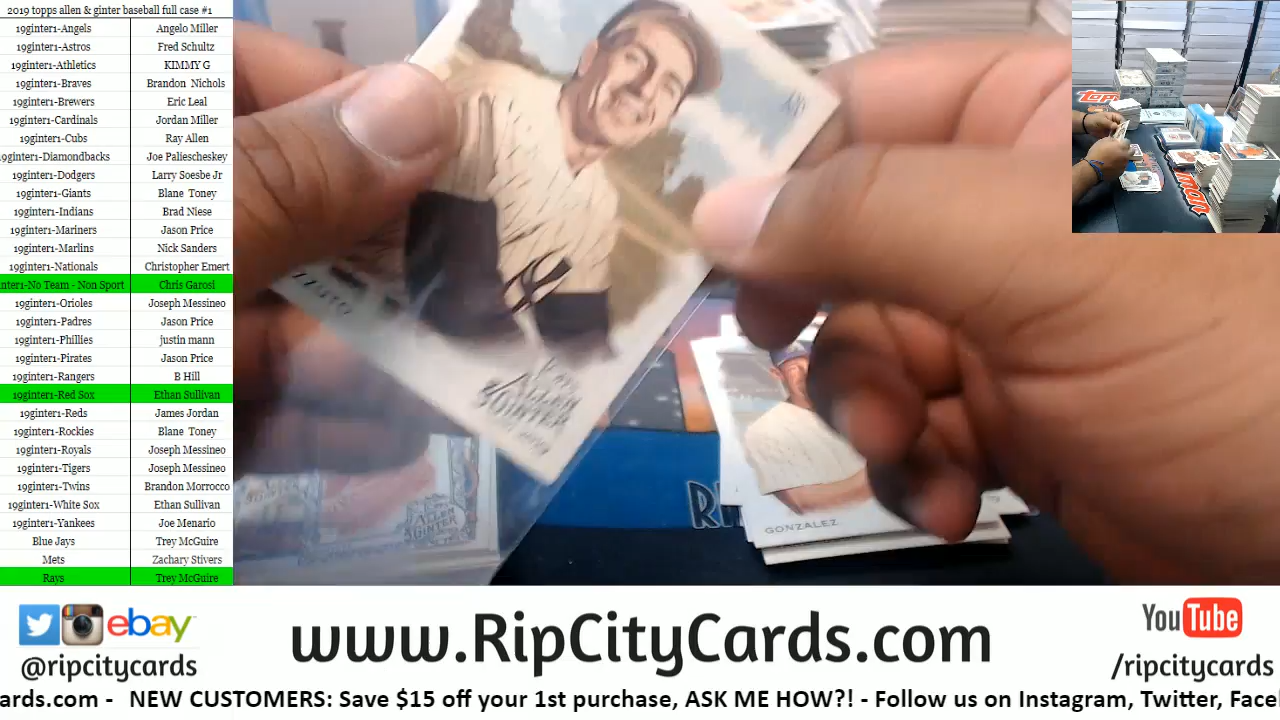 2019 topps allen & ginter baseball full case #1
19ginter1-Angels Angelo Miller
19ginter1-Astros Fred Schultz
19ginter1-Athletics KIMMY G
19ginter1-Braves Brandon Nichols
19ginter1-Brewers Eric Leal
19ginter1-Cardinals Jordan Miller
19ginter1-Cubs Ray Allen
9ginter1-Diamondbacks Joe Paliescheskey
19ginter1-Dodgers Larry Soesbe Jr
19ginter1-Giants Blane Toney
19ginter1-Indians Brad Niese
19ginter1-Mariners Jason Price
19ginter1-Marlins Nick Sanders
19ginter1-Nationals Christopher Emert
inter1-No Team - Non Sport Chris Garosi
19ginter1-Orioles Joseph Messineo
19ginter1-Padres Jason Price
19ginter1-Phillies justin mann
19ginter1-Pirates Jason Price
19ginter1-Rangers B Hill
19ginter1-Red Sox Ethan Sullivan
19ginter1-Reds James Jordan
19ginter1-Rockies Blane Toney
19ginter1-Royals Joseph Messineo
19ginter1-Tigers Joseph Messineo
19ginter1-Twins Brandon Morrocco
19ginter1-White Sox Ethan Sullivan
19ginter1-Yankees Joe Menario
Blue Jays Trey McGuire
Mets Zachary Stivers
Rays Trey McGuire
ALLEN
GINTER
GONZALEZ
ALLEN
GINTER
ebay
@ripcitycards
www.RipCityCards.com
YouTube
/ripcitycards
ards.com - NEW CUSTOMERS: Save $15 off your 1st purchase, ASK ME HOW?! - Follow us on Instagram, Twitter, Face